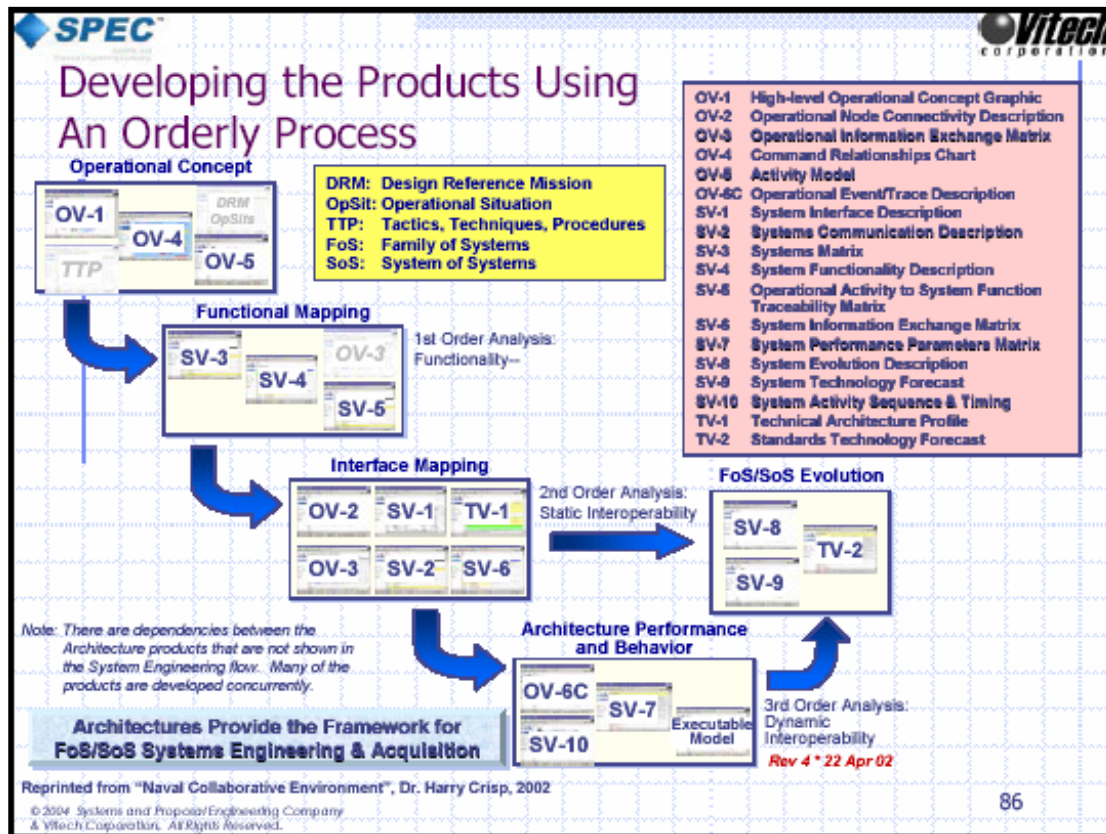 SPEC
Vitech
corporation
Developing the Products Using
An Orderly Process
Operational Concept
OV-1
OV-4
DRM
OpSits
TTP
OV-5
DRM: Design Reference Mission
OpSit: Operational Situation
TTP: Tactics, Techniques, Procedures
FoS: Family of Systems
SoS: System of Systems
OV-1 High-level Operational Concept Graphic
OV-2 Operational Node Connectivity Description
OV-3 Operational Information Exchange Matrix
OV-4 Command Relationships Chart
OV-5 Activity Model
OV-6C Operational Event/Trace Description
SV-1 System Interface Description
SV-2 Systems Communication Description
SV-3 Systems Matrix
SV-4 System Functionality Description
SV-5 Operational Activity to System Function
Traceability Matrix
SV-6 System Information Exchange Matrix
SV-7 System Performance Parameters Matrix
SV-8 System Evolution Description
SV-9 System Technology Forecast
SV-10 System Activity Sequence & Timing
TV-1 Technical Architecture Profile
TV-2 Standards Technology Forecast
Functional Mapping
SV-3
SV-4
OV-3
SV-5
1st Order Analysis:
Functionality--
Interface Mapping
OV-2 SV-1 TV-1
OV-3 SV-2 SV-6
2nd Order Analysis:
Static Interoperability
FoS/SoS Evolution
SV-8
TV-2
SV-9
Note: There are dependencies between the
Architecture products that are not shown in
the System Engineering flow. Many of the
products are developed concurrently.
Architecture Performance
and Behavior
OV-6C
SV-7
Executable
Model
SV-10
3rd Order Analysis:
Dynamic
Interoperability
Rev 4 * 22 Apr 02
Architectures Provide the Framework for
FoS/SoS Systems Engineering & Acquisition
Reprinted from “Naval Collaborative Environment”, Dr. Harry Crisp, 2002
© 2004 Systems and Proposal Engineering Company
& Vitech Corporation. All Rights Reserved.
86